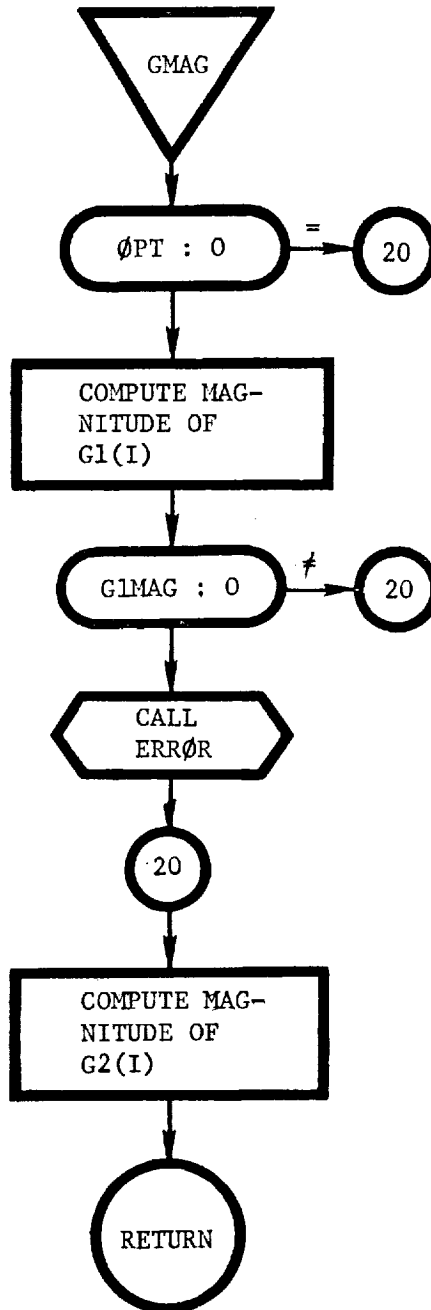 GMAG
ØPT : 0
=
20
COMPUTE MAG-
NITUDE OF
G1(I)
G1MAG : 0
≠
20
CALL
ERRØR
20
COMPUTE MAG-
NITUDE OF
G2(I)
RETURN